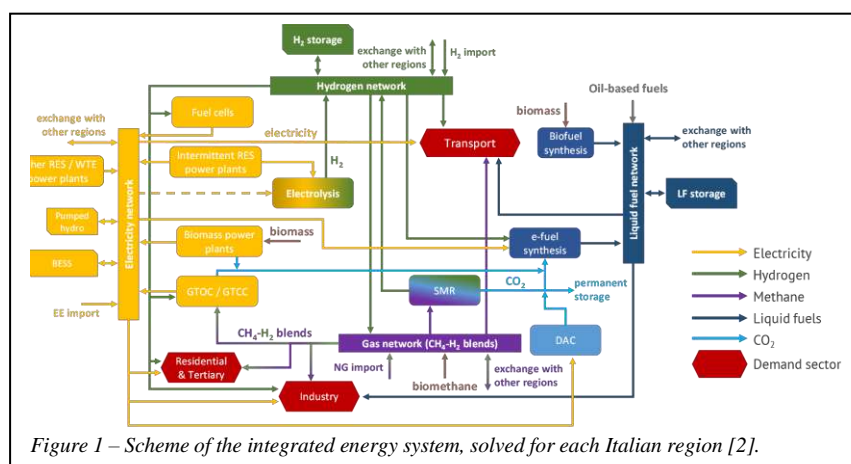 H2 storage
exchange with
other regions
H2 import
Hydrogen network
Oil-based fuels
exchange with
other regions
Fuel cells
electricity
biomass
Transport
Biofuel
synthesis
exchange with
other regions
her RES / WTE
power plants
Intermittent RES
power plants
H2
Electrolysis
Electricity network
Liquid fuel network
LF storage
Pumped
hydro
Biomass power
plants
biomass
e-fuel
synthesis
Electricity
BESS
Hydrogen
GTOC / GTCC
SMR
CO2
permanent
storage
Methane
EE import
Liquid fuels
CH4-H2 blends
Gas network (CH4-H2 blends)
DAC
CO2
Residential
& Tertiary
NG import
biomethane
exchange with
other regions
Demand sector
Industry
Figure 1 – Scheme of the integrated energy system, solved for each Italian region [2].